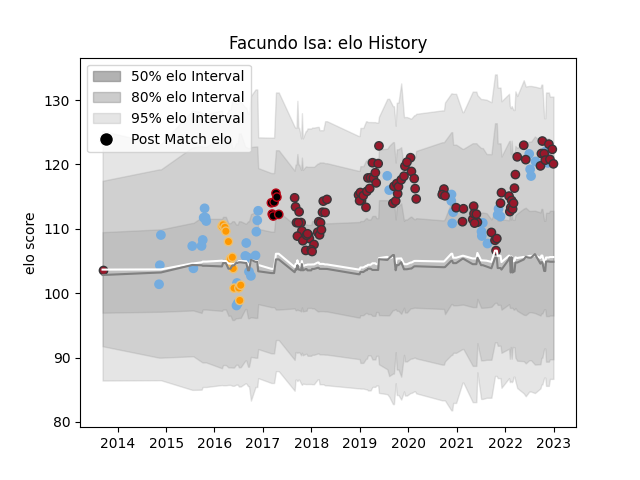 Facundo Isa: elo History
50% elo Interval
80% elo Interval
95% elo Interval
Post Match elo
elo score
130
120
110
100
90
80
2014 2015 2016 2017 2018 2019 2020 2021 2022 2023